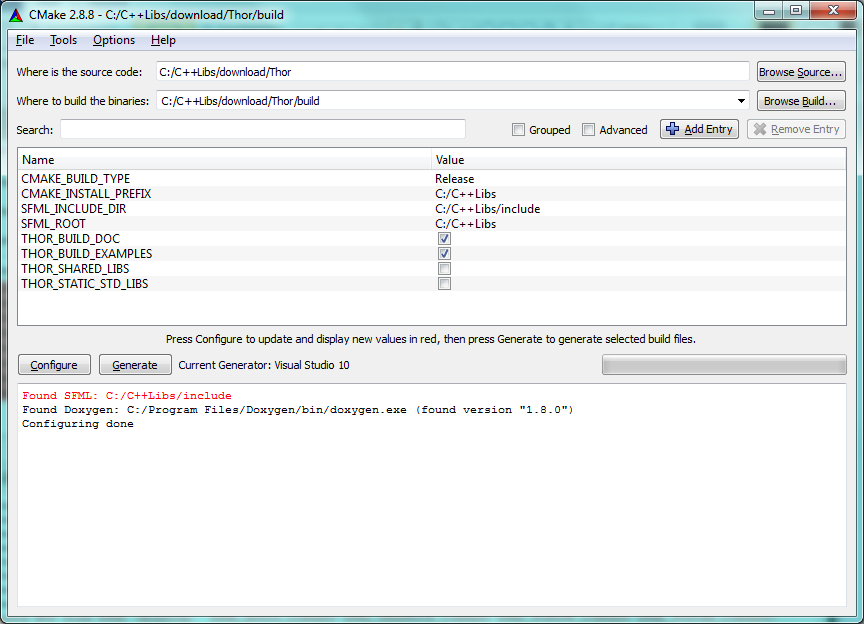 CMake 2.8.8 - C:/C++Libs/download/Thor/build
File Tools Options Help
Where is the source code: C:/C++Libs/download/Thor Browse Source...
Where to build the binaries: C:/C++Libs/download/Thor/build Browse Build...
Search: Grouped Advanced Add Entry Remove Entry
Name Value
CMAKE_BUILD_TYPE Release
CMAKE_INSTALL_PREFIX C:/C++Libs
SFML_INCLUDE_DIR C:/C++Libs/include
SFML_ROOT C:/C++Libs
THOR_BUILD_DOC
THOR_BUILD_EXAMPLES
THOR_SHARED_LIBS
THOR_STATIC_STD_LIBS
Press Configure to update and display new values in red, then press Generate to generate selected build files.
Configure Generate Current Generator: Visual Studio 10
Found SFML: C:/C++Libs/include
Found Doxygen: C:/Program Files/Doxygen/bin/doxygen.exe (found version "1.8.0")
Configuring done